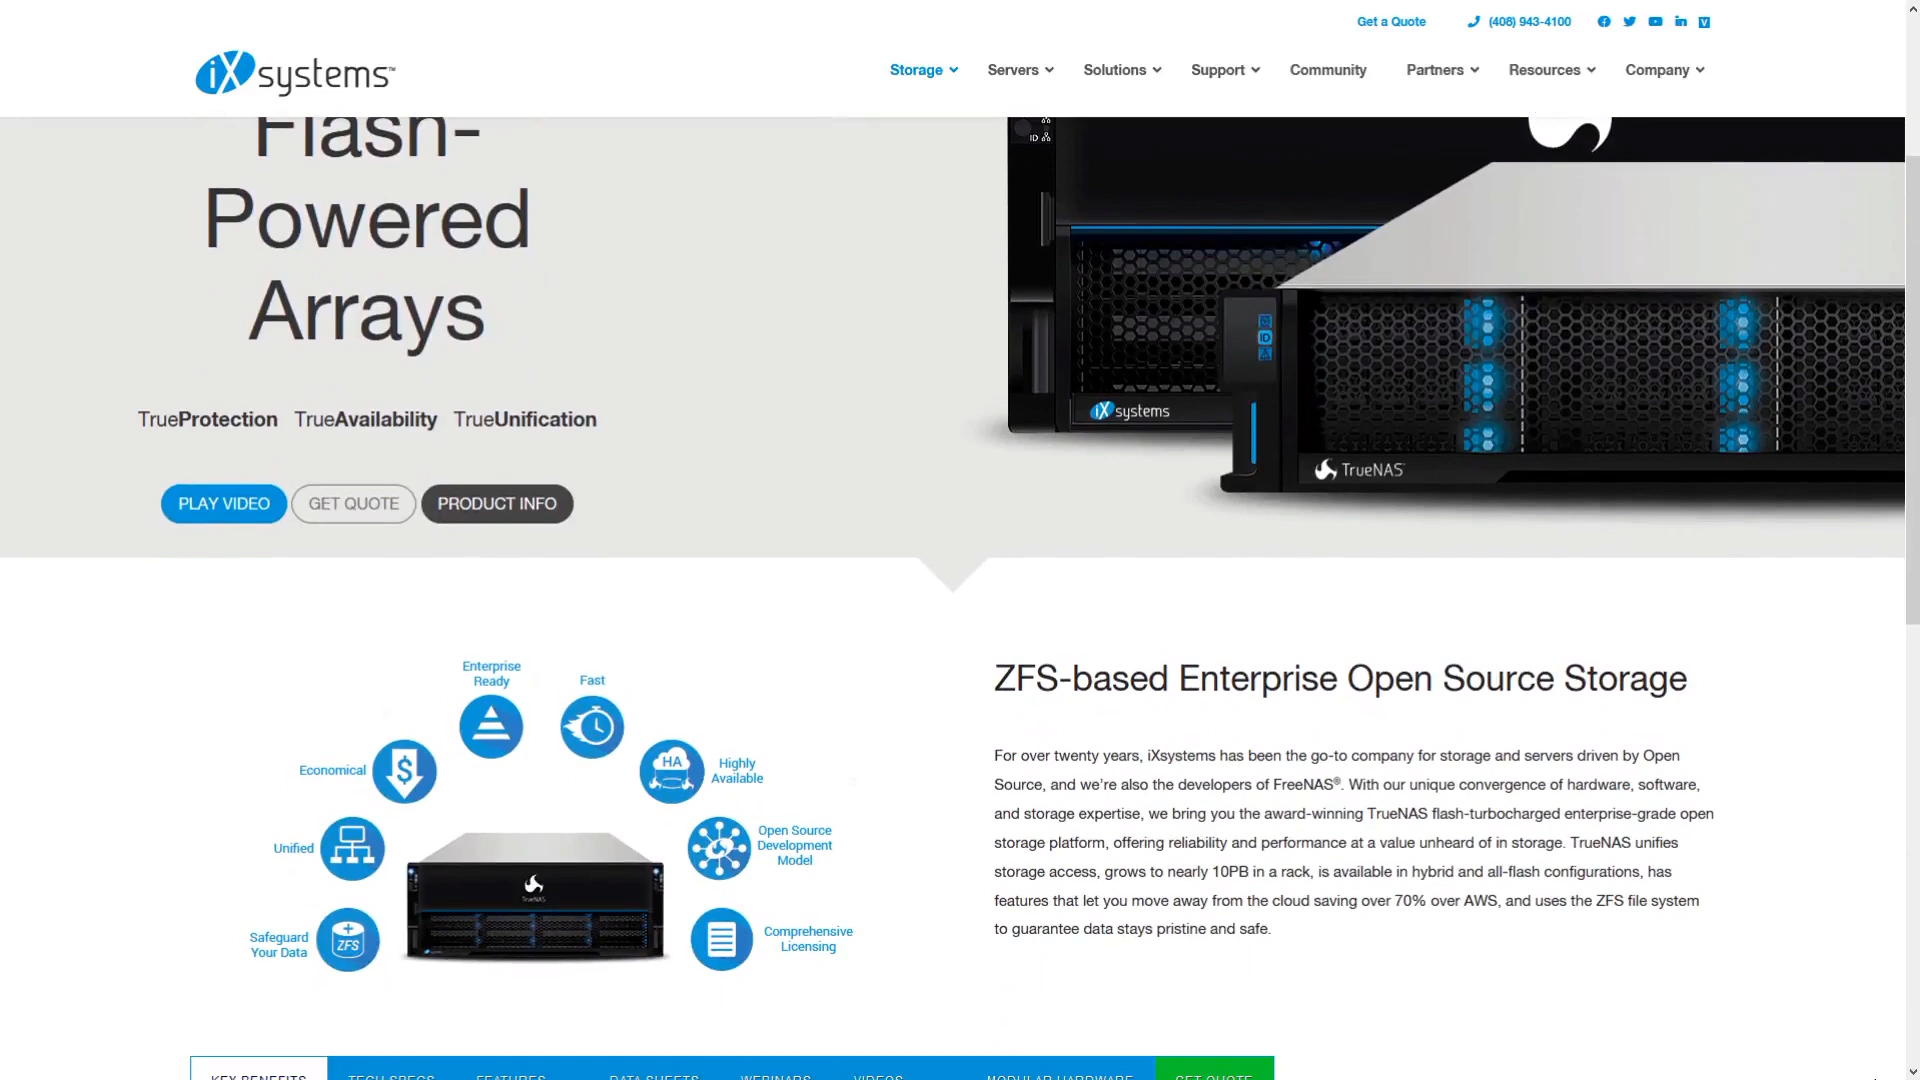 Get a Quote (408) 943-4100
iXsystems™
Storage Servers Solutions Support Community Partners Resources Company
Flash-
Powered
Arrays
TrueProtection TrueAvailability TrueUnification
PLAY VIDEO GET QUOTE PRODUCT INFO
ID
ID
iXsystems
TrueNAS
Enterprise
Ready
Fast
Economical
HA
Highly
Available
Unified
Open Source
Development
Model
TrueNAS
Safeguard
Your Data
ZFS
Comprehensive
Licensing
ZFS-based Enterprise Open Source Storage
For over twenty years, iXsystems has been the go-to company for storage and servers driven by Open
Source, and we’re also the developers of FreeNAS®. With our unique convergence of hardware, software,
and storage expertise, we bring you the award-winning TrueNAS flash-turbocharged enterprise-grade open
storage platform, offering reliability and performance at a value unheard of in storage. TrueNAS unifies
storage access, grows to nearly 10PB in a rack, is available in hybrid and all-flash configurations, has
features that let you move away from the cloud saving over 70% over AWS, and uses the ZFS file system
to guarantee data stays pristine and safe.
KEY BENEFITS TECH SPECS FEATURES DATA SHEETS WEBINARS VIDEOS MODULAR HARDWARE GET QUOTE